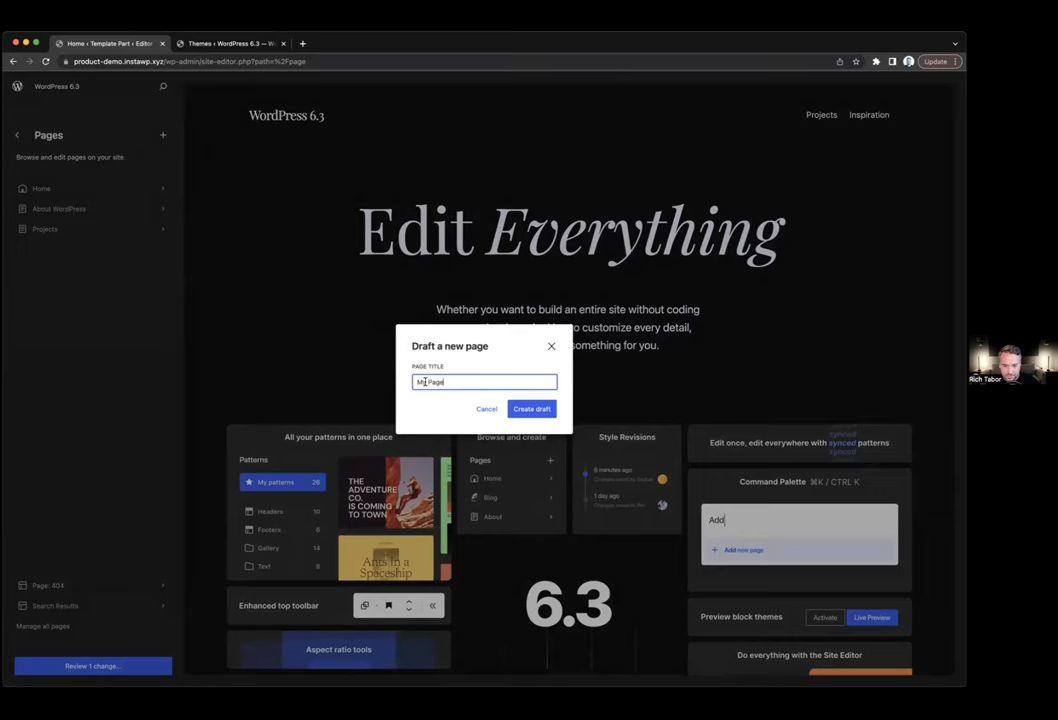 Home ‹ Template Part ‹ Editor
Themes ‹ WordPress 6.3 — W
product-demo.instawp.xyz/wp-admin/site-editor.php?path=%2Fpage
Update
WordPress 6.3
Pages
Browse and edit pages on your site.
Home
About WordPress
Projects
Page: 404
Search Results
Manage all pages
Review 1 change...
WordPress 6.3
Projects
Inspiration
Edit Everything
Whether you want to build an entire site without coding
to customize every detail,
something for you.
Draft a new page
PAGE TITLE
My Page
Cancel
Create draft
All your patterns in one place
Patterns
My patterns 26
Headers 10
Footers 6
Gallery 14
Text 8
THE
ADVENTURE
CO.
IS COMING
TO TOWN
Ants In a
Spaceship
Browse and create
Pages
Home
Blog
About
Style Revisions
6 minutes ago
1 day ago
Edit once, edit everywhere with synced patterns
Command Palette ⌘K / CTRL K
Add
Add new page
Enhanced top toolbar
6.3
Preview block themes
Activate
Live Preview
Aspect ratio tools
Do everything with the Site Editor
Rich Tabor